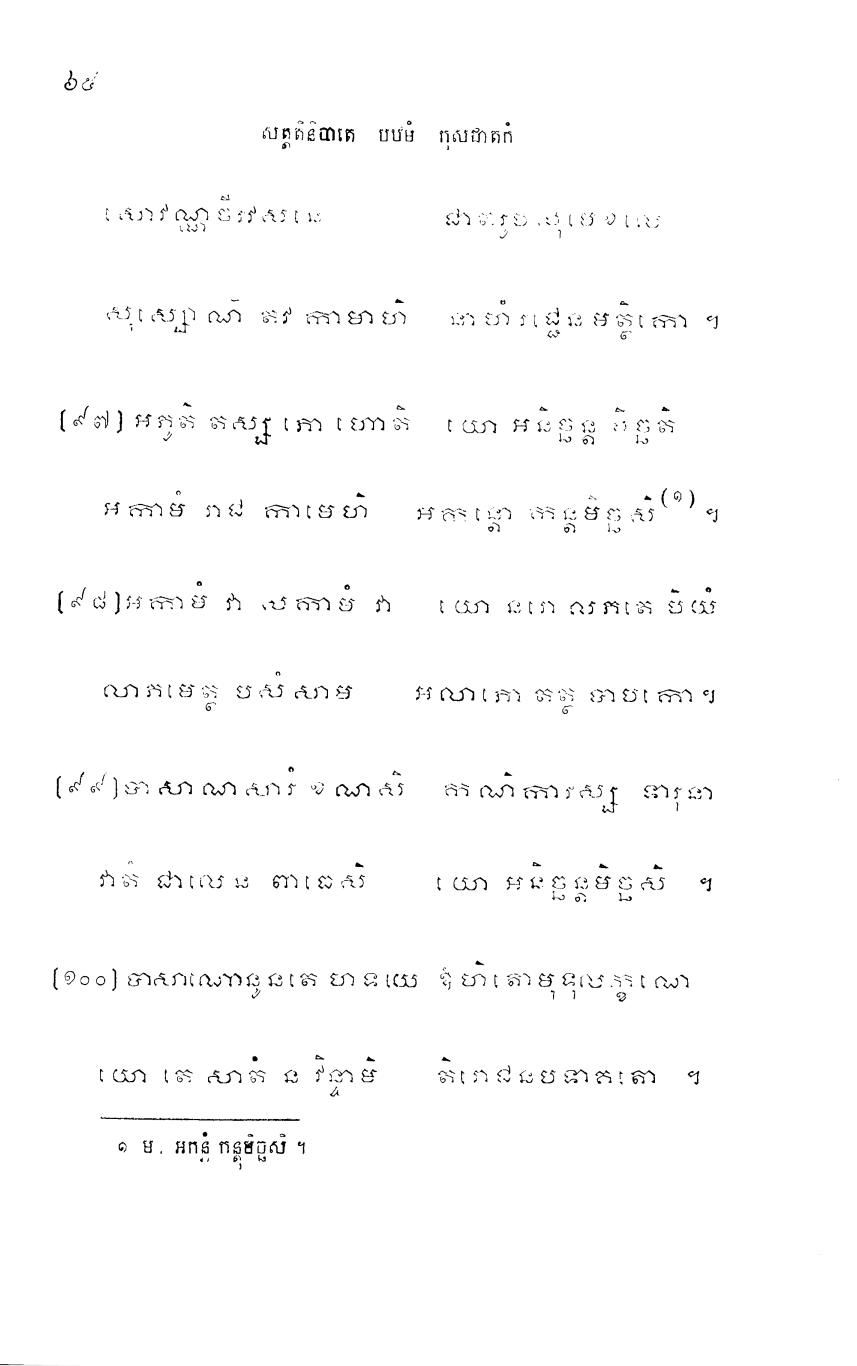 ៦៥
សត្តតិនិបាតេ បឋមំ កុសជាតកំ
សោវណ្ណចីរវសនេ ជាតរូបសុមេខលេ
សុស្សោណី តវ កាមាហិ នាហំ រជ្ជេន មត្ថិកោ ។
(៩៧) អភូតិ តស្ស ភោ ហោតិ យោ អនិច្ឆន្តមិច្ឆតិ
អកាមំ រាជ កាមេហិ អកន្តោ កន្តមិច្ឆសិ(១) ។
(៩៨) អកាមំ វា សកាមំ វា យោ នរោ លភតេ បិយំ
លាភមេត្ថ បសំសាម អលាភោ តត្ថ បាបកោ។
(៩៩) បាសាណសារំ ខណសិ កណិការស្ស ទារុនា
វាតំ ជាលេន ពាធេសិ យោ អនិច្ឆន្តមិច្ឆសិ ។
(១០០) បាសាណោ នូន តេ ហទយេ ឱហិតោ មុទុលក្ខណេ
យោ តេ សាតំ ន វិន្ទាមិ តិរោជនបទាគតោ ។
១ ម. អកន្តំ កន្តុមិច្ឆសិ ។